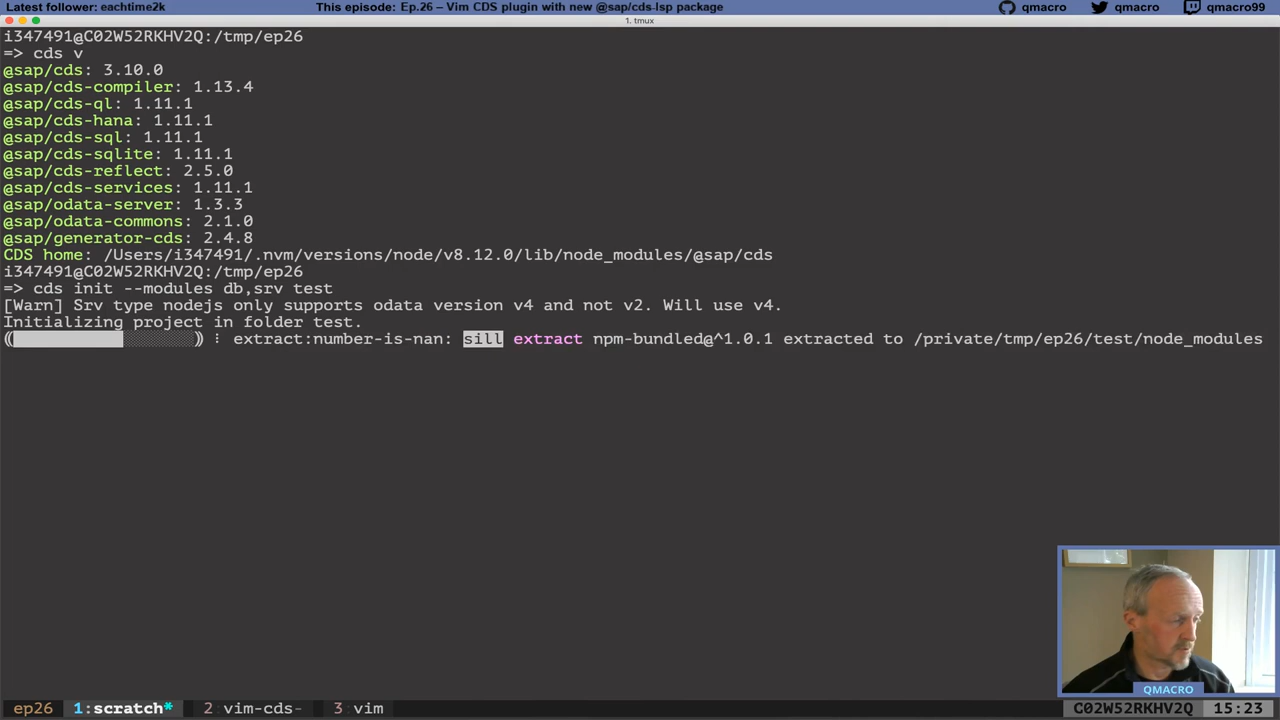 Latest follower: eachtime2k
This episode: Ep.26 – Vim CDS plugin with new @sap/cds-lsp package
qmacro
qmacro
qmacro99
1. tmux
i347491@C02W52RKHV2Q:/tmp/ep26
=> cds v
@sap/cds: 3.10.0
@sap/cds-compiler: 1.13.4
@sap/cds-ql: 1.11.1
@sap/cds-hana: 1.11.1
@sap/cds-sql: 1.11.1
@sap/cds-sqlite: 1.11.1
@sap/cds-reflect: 2.5.0
@sap/cds-services: 1.11.1
@sap/odata-server: 1.3.3
@sap/odata-commons: 2.1.0
@sap/generator-cds: 2.4.8
CDS home: /Users/i347491/.nvm/versions/node/v8.12.0/lib/node_modules/@sap/cds
i347491@C02W52RKHV2Q:/tmp/ep26
=> cds init --modules db,srv test
[Warn] Srv type nodejs only supports odata version v4 and not v2. Will use v4.
Initializing project in folder test.
(░░░░░░░░) ⸝ extract:number-is-nan: sill extract npm-bundled@^1.0.1 extracted to /private/tmp/ep26/test/node_modules
QMACRO
ep26 1:scratch* 2 vim-cds- 3 vim C02W52RKHV2Q 15:23